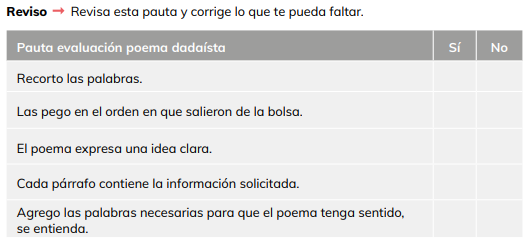 Reviso → Revisa esta pauta y corrige lo que te pueda faltar.
Pauta evaluación poema dadaísta Sí No
Recorto las palabras.
Las pego en el orden en que salieron de la bolsa.
El poema expresa una idea clara.
Cada párrafo contiene la información solicitada.
Agrego las palabras necesarias para que el poema tenga sentido,
se entienda.